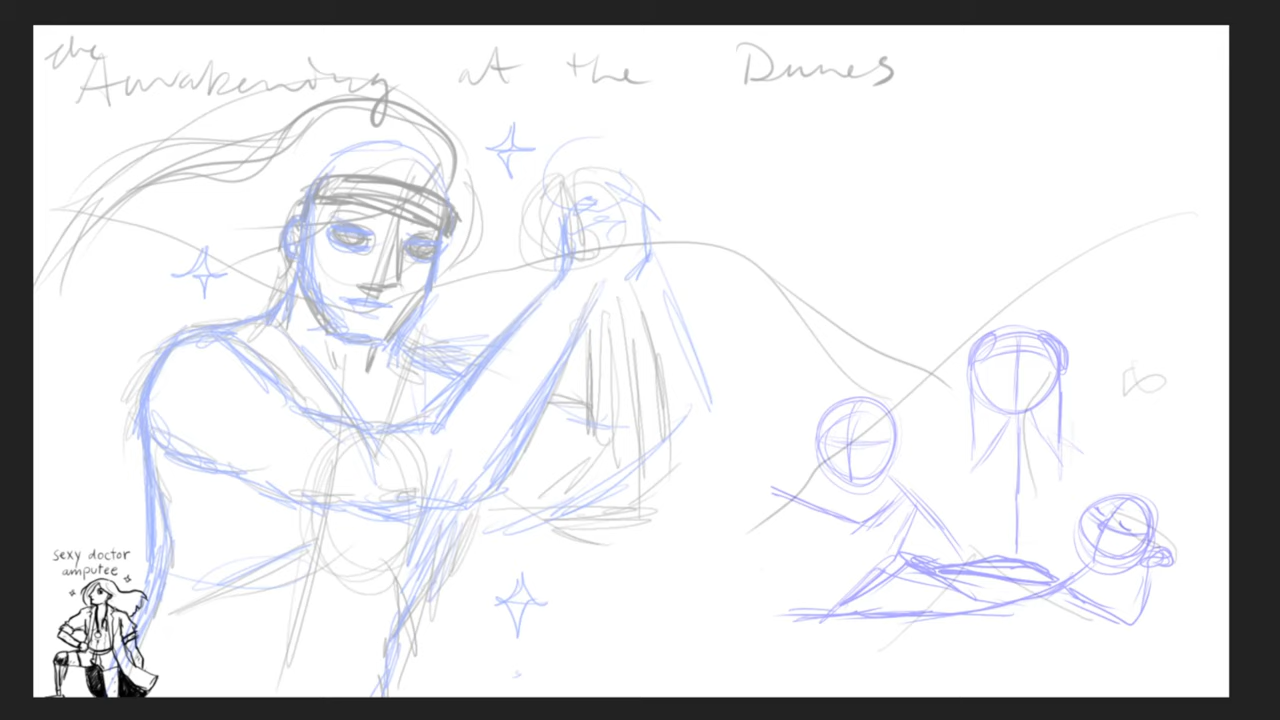 the
Awakening at the Dunes
sexy doctor
amputee